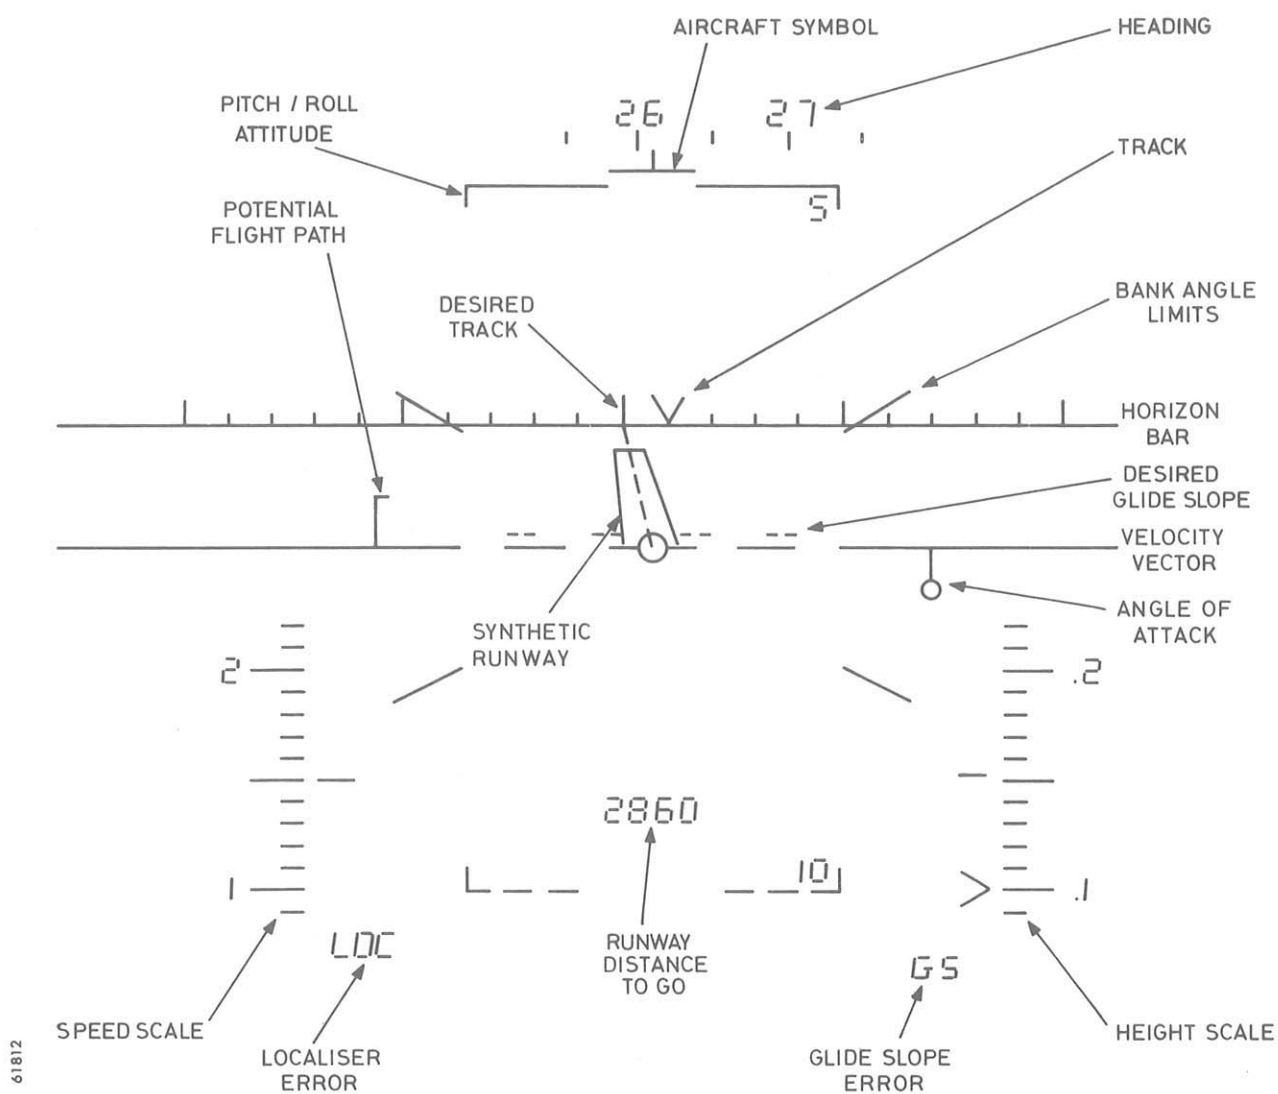 AIRCRAFT SYMBOL
HEADING
PITCH / ROLL
ATTITUDE
26
27
TRACK
5
POTENTIAL
FLIGHT PATH
DESIRED
TRACK
BANK ANGLE
LIMITS
HORIZON
BAR
DESIRED
GLIDE SLOPE
VELOCITY
VECTOR
ANGLE OF
ATTACK
SYNTHETIC
RUNWAY
2
.2
2860
10
1
.1
LOC
RUNWAY
DISTANCE
TO GO
GS
SPEED SCALE
LOCALISER
ERROR
GLIDE SLOPE
ERROR
HEIGHT SCALE
61812